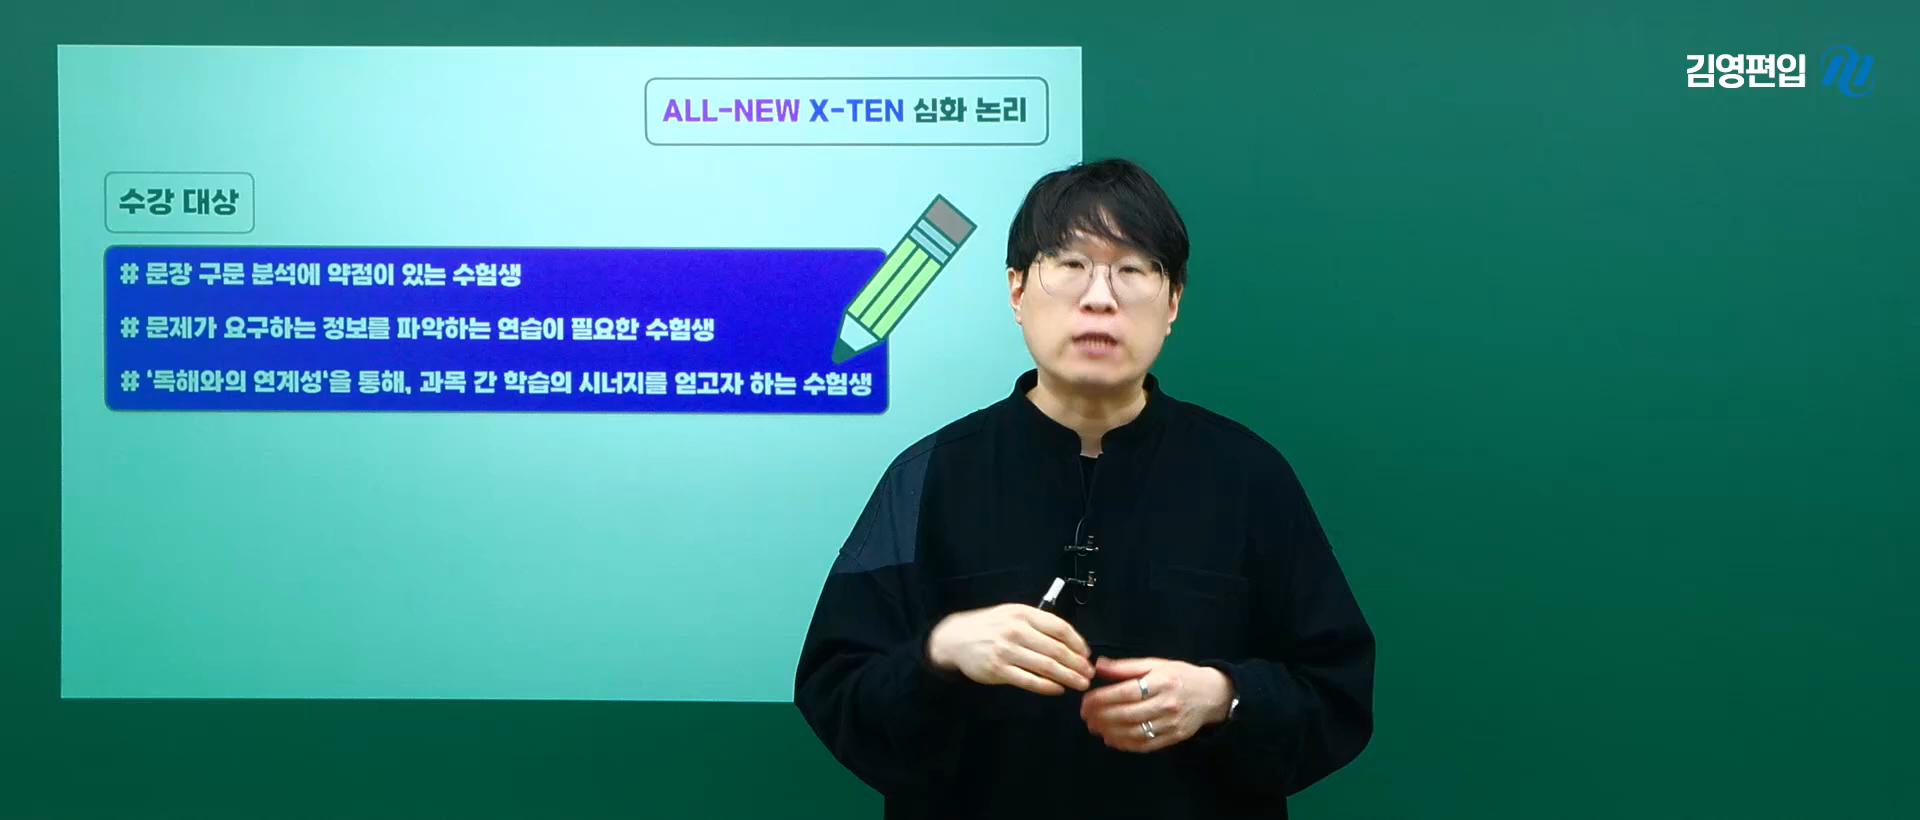 김영편입
ALL-NEW X-TEN 심화 논리
수강 대상
# 문장 구문 분석에 약점이 있는 수험생
# 문제가 요구하는 정보를 파악하는 연습이 필요한 수험생
# ‘독해와의 연계성‘을 통해, 과목 간 학습의 시너지를 얻고자 하는 수험생